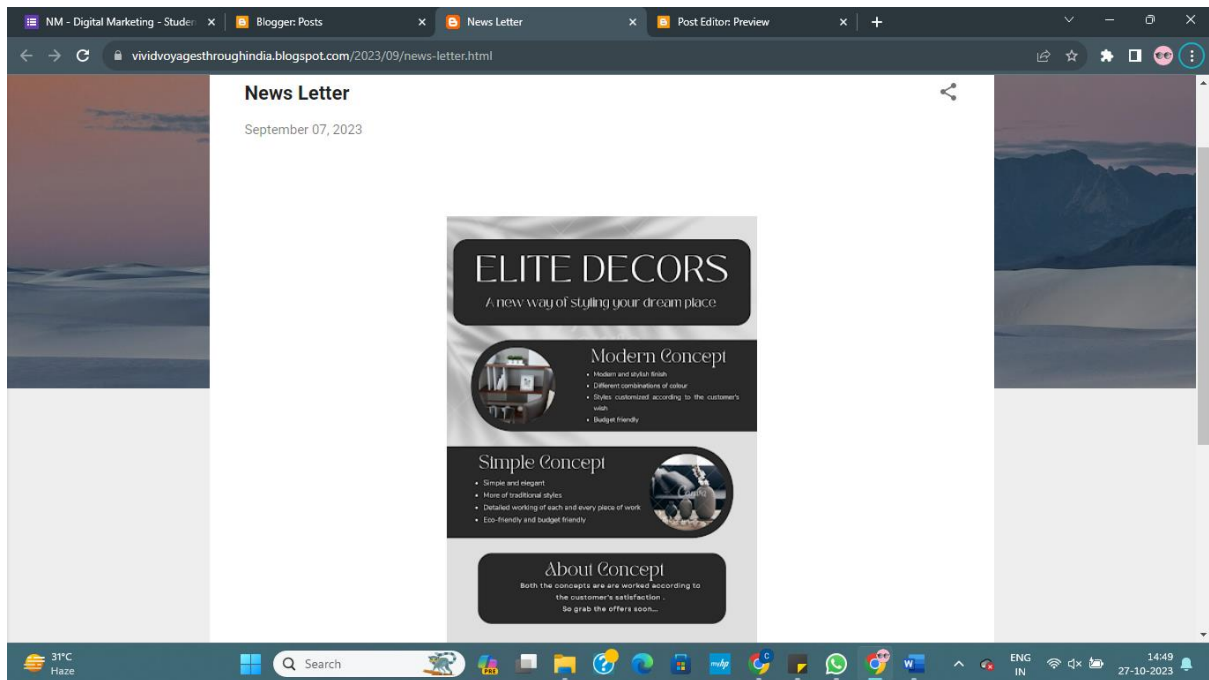 NM - Digital Marketing - Studen
Blogger: Posts
News Letter
Post Editor: Preview
vividvoyagesthroughindia.blogspot.com/2023/09/news-letter.html
News Letter
September 07, 2023
ELITE DECORS
A new way of styling your dream place
Modern Concept
• Modern and stylish finish
• Different combinations of colour
• Styles customized according to the customer's
wish
• Budget friendly
Simple Concept
• Simple and elegant
• More of traditional styles
• Detailed working of each and every piece of work
• Eco-friendly and budget friendly
Canva
About Concept
Both the concepts are are worked according to
the customer's satisfaction .
So grab the offers soon...
31°C
Haze
Search
PRE
mhp
C
W
ENG
IN
14:49
27-10-2023